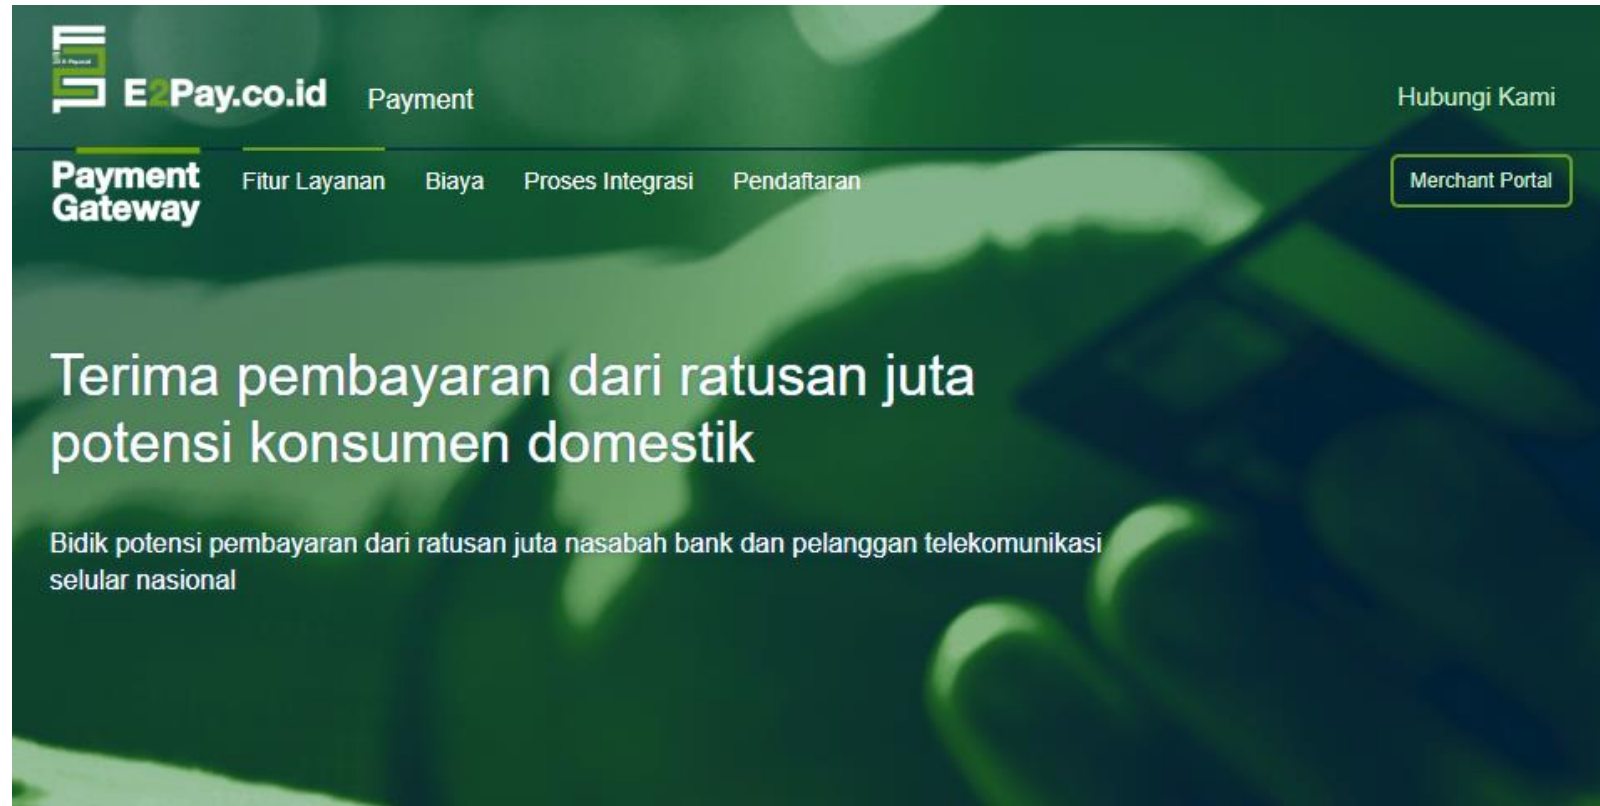 E2Pay.co.id
Payment
Hubungi Kami
Payment
Gateway
Fitur Layanan
Biaya
Proses Integrasi
Pendaftaran
Merchant Portal
Terima pembayaran dari ratusan juta
potensi konsumen domestik
Bidik potensi pembayaran dari ratusan juta nasabah bank dan pelanggan telekomunikasi
selular nasional